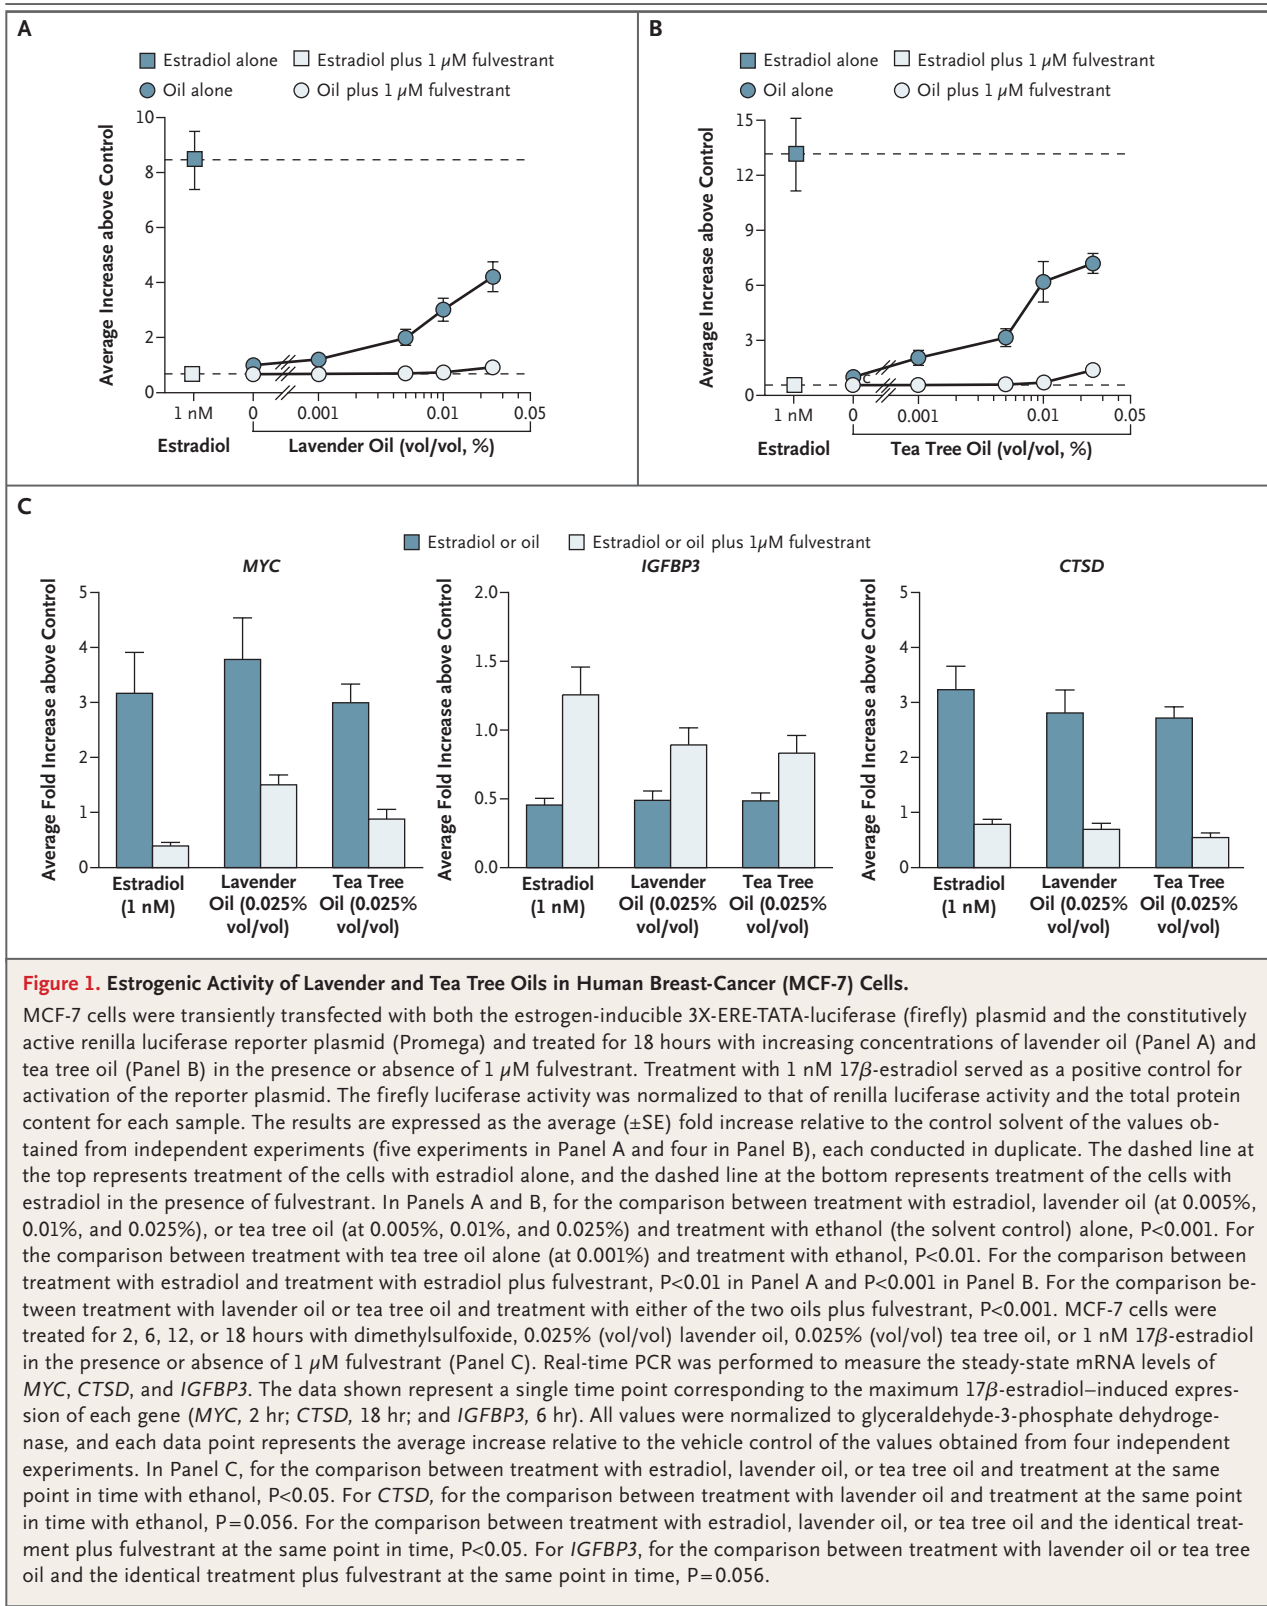 A
Estradiol alone
Estradiol plus 1 µM fulvestrant
Oil alone
Oil plus 1 µM fulvestrant
Average Increase above Control
10
8
6
4
2
0
1 nM
0
0.001
0.01
0.05
Estradiol
Lavender Oil (vol/vol, %)
B
Estradiol alone
Estradiol plus 1 µM fulvestrant
Oil alone
Oil plus 1 µM fulvestrant
Average Increase above Control
15
12
9
6
3
0
c
1 nM
0
0.001
0.01
0.05
Estradiol
Tea Tree Oil (vol/vol, %)
C
Estradiol or oil
Estradiol or oil plus 1µM fulvestrant
MYC
Average Fold Increase above Control
5
4
3
2
1
0
Estradiol
(1 nM)
Lavender
Oil (0.025%
vol/vol)
Tea Tree
Oil (0.025%
vol/vol)
IGFBP3
Average Fold Increase above Control
2.0
1.5
1.0
0.5
0.0
Estradiol
(1 nM)
Lavender
Oil (0.025%
vol/vol)
Tea Tree
Oil (0.025%
vol/vol)
CTSD
Average Fold Increase above Control
5
4
3
2
1
0
Estradiol
(1 nM)
Lavender
Oil (0.025%
vol/vol)
Tea Tree
Oil (0.025%
vol/vol)
Figure 1. Estrogenic Activity of Lavender and Tea Tree Oils in Human Breast-Cancer (MCF-7) Cells.
MCF-7 cells were transiently transfected with both the estrogen-inducible 3X-ERE-TATA-luciferase (firefly) plasmid and the constitutively
active renilla luciferase reporter plasmid (Promega) and treated for 18 hours with increasing concentrations of lavender oil (Panel A) and
tea tree oil (Panel B) in the presence or absence of 1 µM fulvestrant. Treatment with 1 nM 17β-estradiol served as a positive control for
activation of the reporter plasmid. The firefly luciferase activity was normalized to that of renilla luciferase activity and the total protein
content for each sample. The results are expressed as the average (±SE) fold increase relative to the control solvent of the values ob-
tained from independent experiments (five experiments in Panel A and four in Panel B), each conducted in duplicate. The dashed line at
the top represents treatment of the cells with estradiol alone, and the dashed line at the bottom represents treatment of the cells with
estradiol in the presence of fulvestrant. In Panels A and B, for the comparison between treatment with estradiol, lavender oil (at 0.005%,
0.01%, and 0.025%), or tea tree oil (at 0.005%, 0.01%, and 0.025%) and treatment with ethanol (the solvent control) alone, P<0.001. For
the comparison between treatment with tea tree oil alone (at 0.001%) and treatment with ethanol, P<0.01. For the comparison between
treatment with estradiol and treatment with estradiol plus fulvestrant, P<0.01 in Panel A and P<0.001 in Panel B. For the comparison be-
tween treatment with lavender oil or tea tree oil and treatment with either of the two oils plus fulvestrant, P<0.001. MCF-7 cells were
treated for 2, 6, 12, or 18 hours with dimethylsulfoxide, 0.025% (vol/vol) lavender oil, 0.025% (vol/vol) tea tree oil, or 1 nM 17β-estradiol
in the presence or absence of 1 µM fulvestrant (Panel C). Real-time PCR was performed to measure the steady-state mRNA levels of
MYC, CTSD, and IGFBP3. The data shown represent a single time point corresponding to the maximum 17β-estradiol–induced expres-
sion of each gene (MYC, 2 hr; CTSD, 18 hr; and IGFBP3, 6 hr). All values were normalized to glyceraldehyde-3-phosphate dehydroge-
nase, and each data point represents the average increase relative to the vehicle control of the values obtained from four independent
experiments. In Panel C, for the comparison between treatment with estradiol, lavender oil, or tea tree oil and treatment at the same
point in time with ethanol, P<0.05. For CTSD, for the comparison between treatment with lavender oil and treatment at the same point
in time with ethanol, P=0.056. For the comparison between treatment with estradiol, lavender oil, or tea tree oil and the identical treat-
ment plus fulvestrant at the same point in time, P<0.05. For IGFBP3, for the comparison between treatment with lavender oil or tea tree
oil and the identical treatment plus fulvestrant at the same point in time, P=0.056.